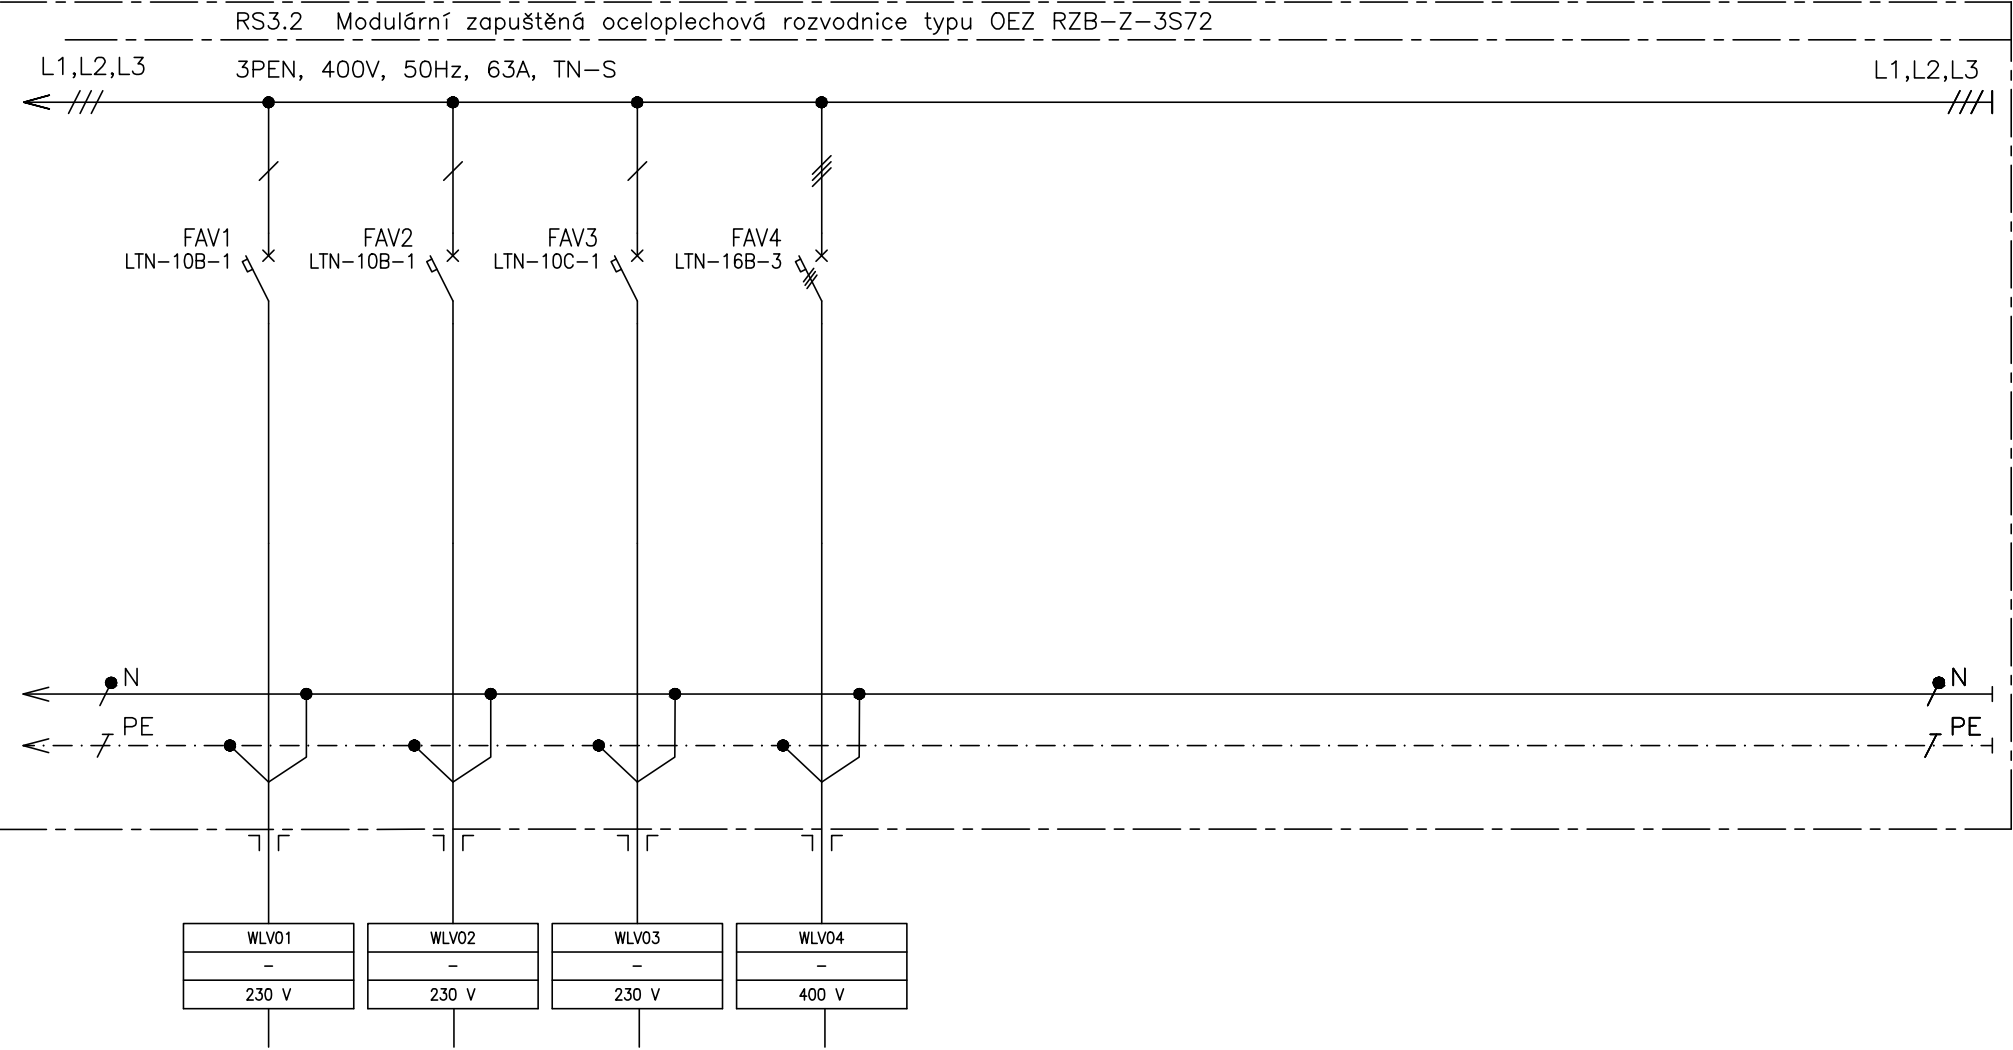 RS3.2 Modulární zapuštěná oceloplechová rozvodnice typu OEZ RZB-Z-3S72
L1,L2,L3 3PEN, 400V, 50Hz, 63A, TN-S L1,L2,L3
FAV1 FAV2 FAV3 FAV4
LTN-10B-1 LTN-10B-1 LTN-10C-1 LTN-16B-3
N N
PE PE
WLV01 WLV02 WLV03 WLV04
- - - -
230 V 230 V 230 V 400 V